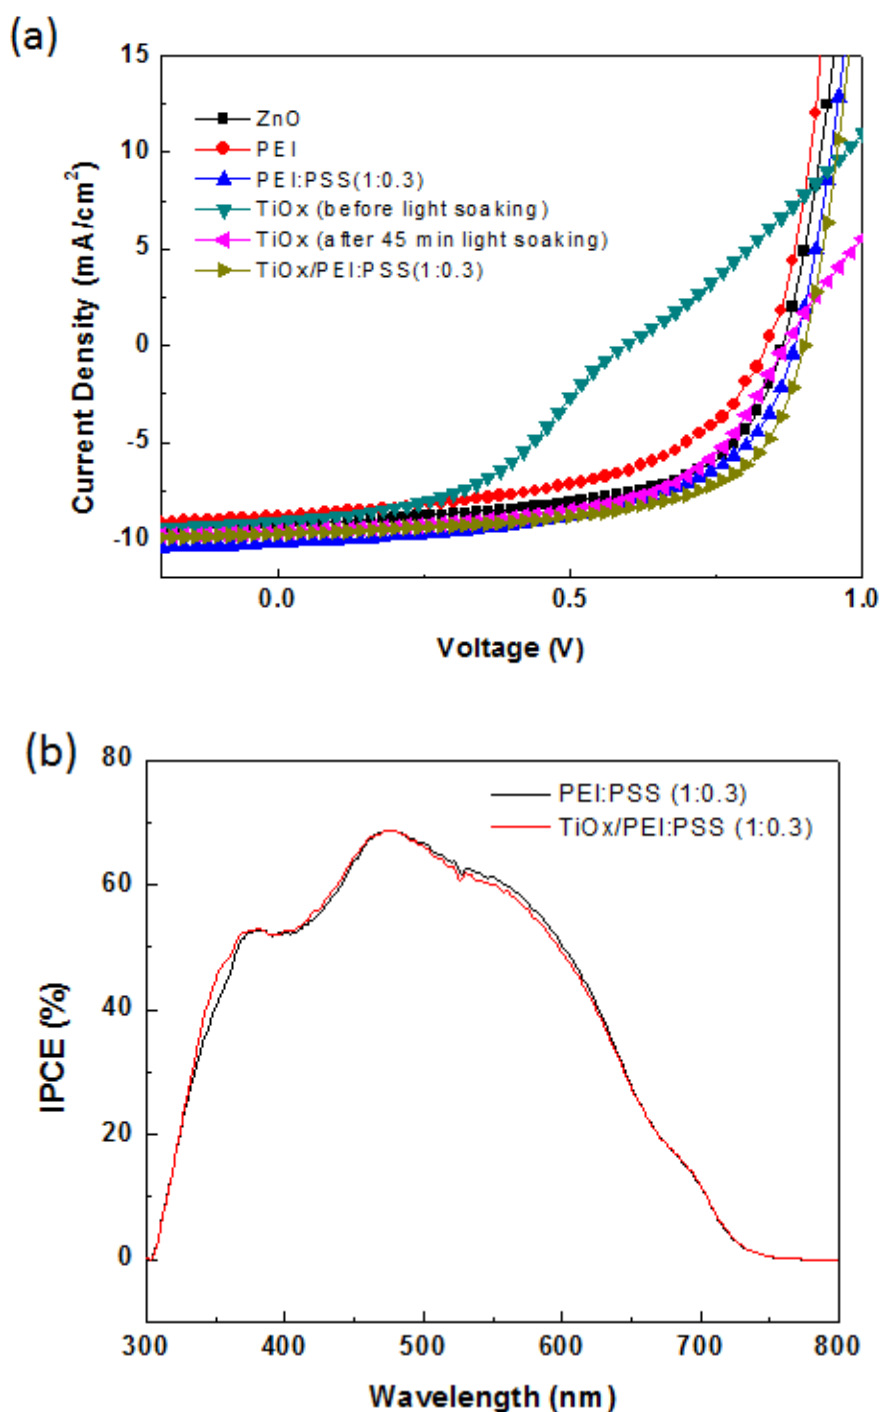 (a)
15
10
5
0
-5
-10
Current Density (mA/cm²)
ZnO
PEI
PEI:PSS(1:0.3)
TiOx (before light soaking)
TiOx (after 45 min light soaking)
TiOx/PEI:PSS(1:0.3)
0.0 0.5 1.0
Voltage (V)
(b)
80
60
40
20
0
IPCE (%)
PEI:PSS (1:0.3)
TiOx/PEI:PSS (1:0.3)
300 400 500 600 700 800
Wavelength (nm)